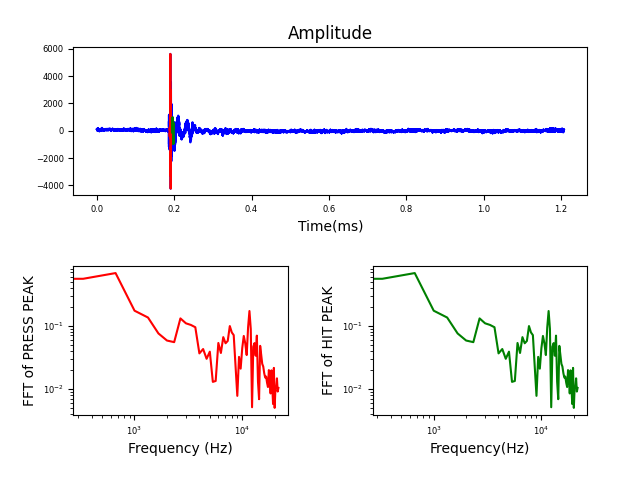 Amplitude
6000
4000
2000
0
−2000
−4000
0.0 0.2 0.4 0.6 0.8 1.0 1.2
Time(ms)
FFT of PRESS PEAK
10⁻¹
10⁻²
10³ 10⁴
Frequency (Hz)
FFT of HIT PEAK
10⁻¹
10⁻²
10³ 10⁴
Frequency(Hz)